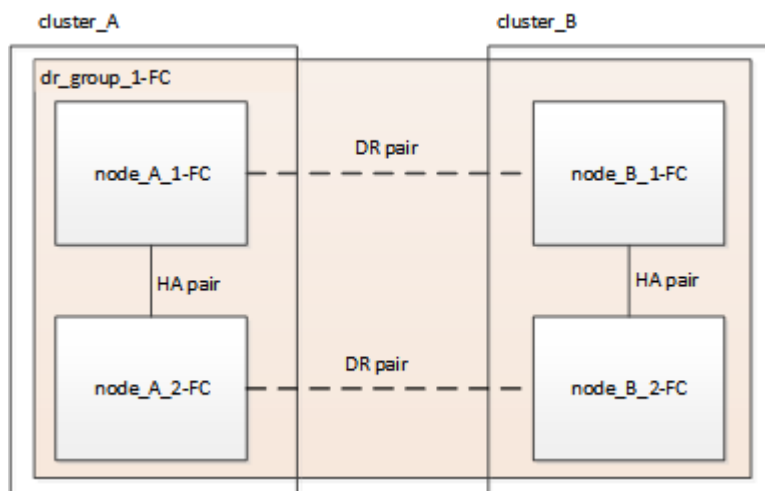 cluster_A
cluster_B
dr_group_1-FC
node_A_1-FC
DR pair
node_B_1-FC
HA pair
HA pair
node_A_2-FC
DR pair
node_B_2-FC